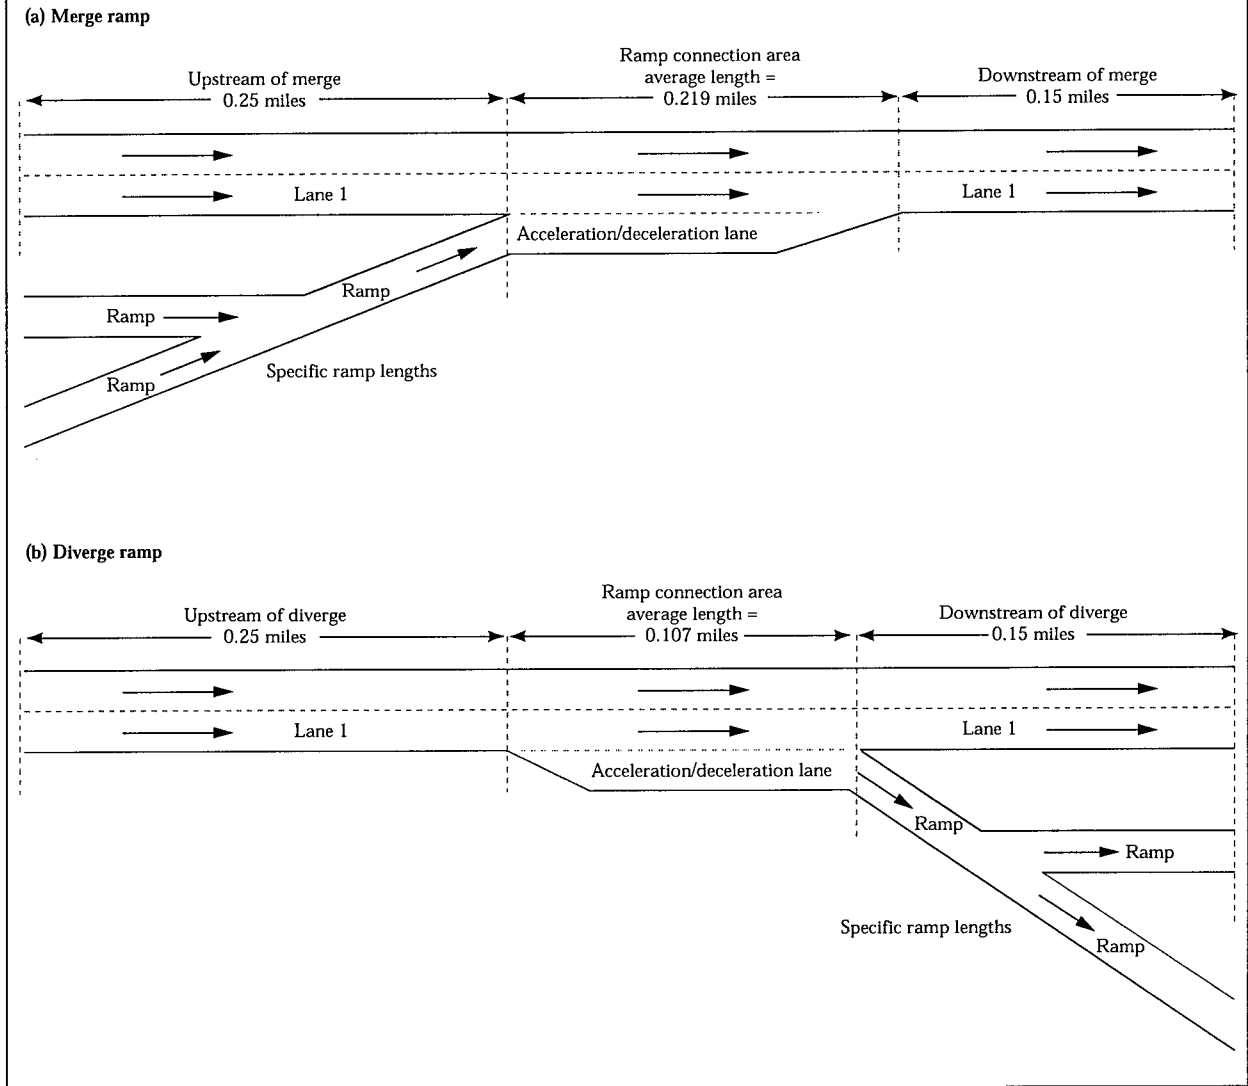 (a) Merge ramp
Ramp connection area
Upstream of merge
average length =
Downstream of merge
0.25 miles
0.219 miles
0.15 miles
Lane 1
Lane 1
Acceleration/deceleration lane
Ramp
Ramp
Specific ramp lengths
Ramp
(b) Diverge ramp
Ramp connection area
Upstream of diverge
average length =
Downstream of diverge
0.25 miles
0.107 miles
0.15 miles
Lane 1
Lane 1
Acceleration/deceleration lane
Ramp
Ramp
Specific ramp lengths
Ramp